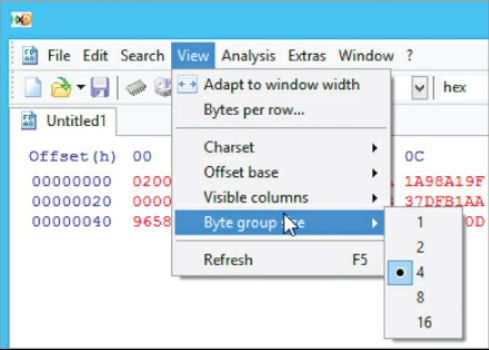 File Edit Search View Analysis Extras Window ?
hex
Untitled1
Adapt to window width
Bytes per row...
Charset
Offset base
Visible columns
Byte group
Refresh F5
1
2
4
8
16
Offset(h) 00 0C
00000000 0200 1A98A19F
00000020 0000 37DFB1AA
00000040 9658 0D